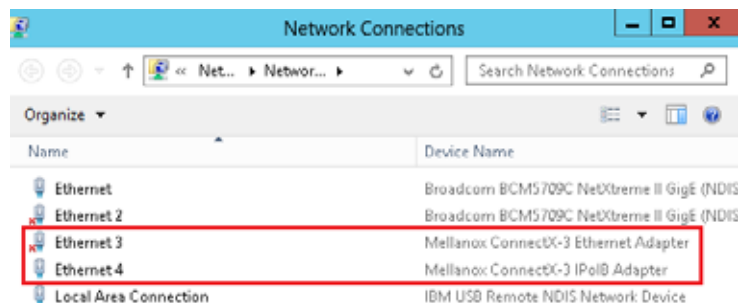 Network Connections
« Net... Networ... Search Network Connections
Organize
Name Device Name
Ethernet Broadcom BCM5709C NetXtreme II GigE (NDIS
Ethernet 2 Broadcom BCM5709C NetXtreme II GigE (NDIS
Ethernet 3 Mellanox ConnectX-3 Ethernet Adapter
Ethernet 4 Mellanox ConnectX-3 IPoIB Adapter
Local Area Connection IBM USB Remote NDIS Network Device